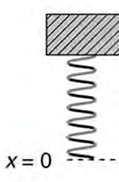 x = 0